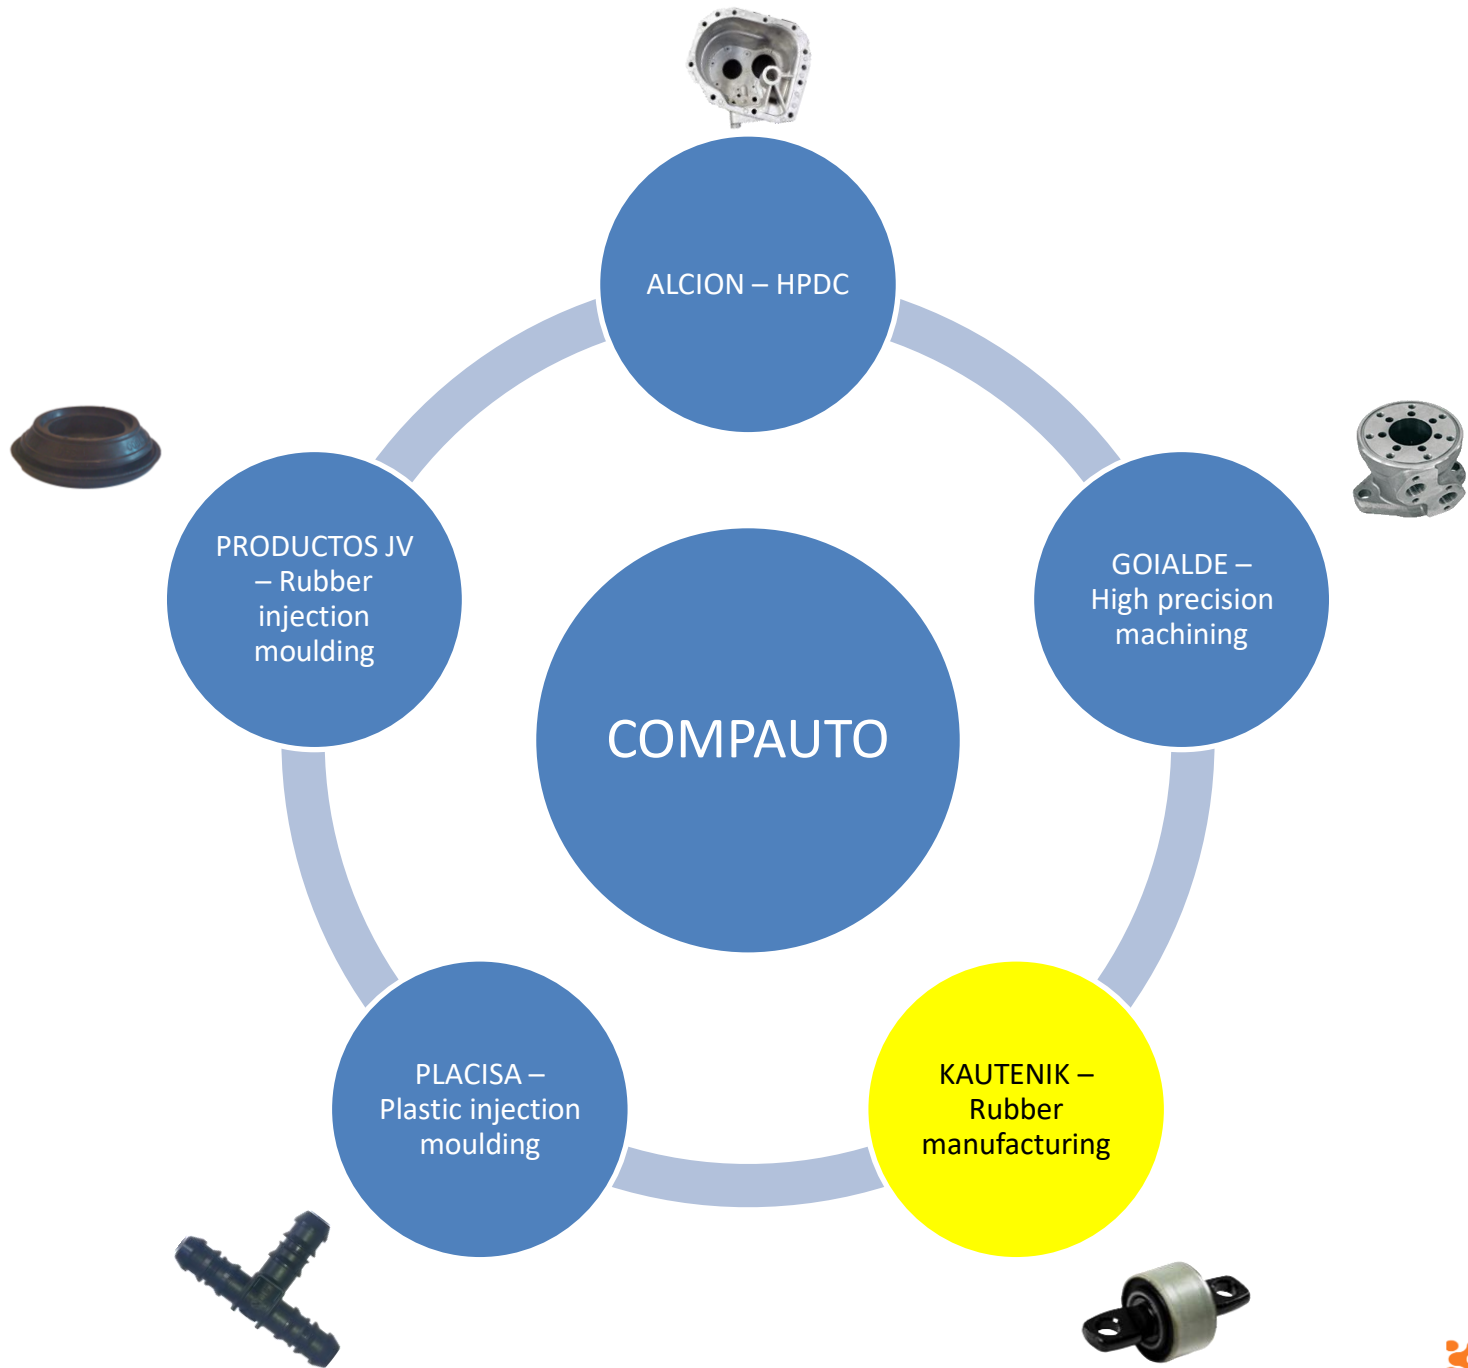 ALCION – HPDC
PRODUCTOS JV
– Rubber
injection
moulding
GOIALDE –
High precision
machining
COMPAUTO
PLACISA –
Plastic injection
moulding
KAUTENIK –
Rubber
manufacturing